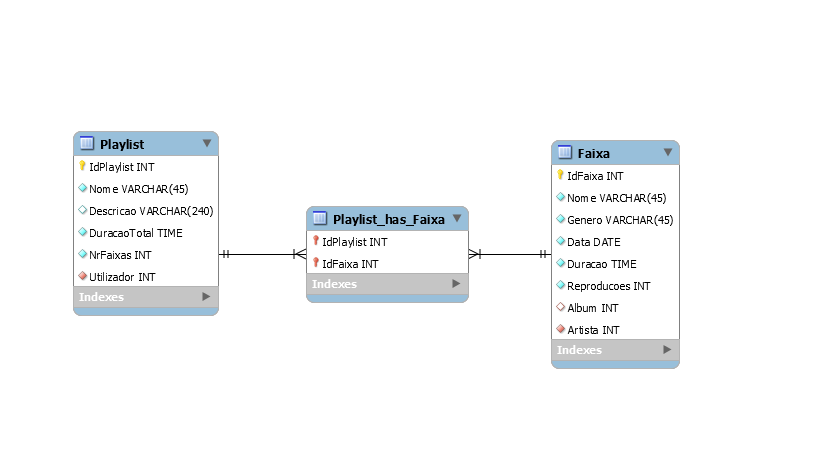 Playlist
IdPlaylist INT
Nome VARCHAR(45)
Descricao VARCHAR(240)
DuracaoTotal TIME
NrFaixas INT
Utilizador INT
Indexes
Playlist_has_Faixa
IdPlaylist INT
IdFaixa INT
Indexes
Faixa
IdFaixa INT
Nome VARCHAR(45)
Genero VARCHAR(45)
Data DATE
Duracao TIME
Reproducoes INT
Album INT
Artista INT
Indexes